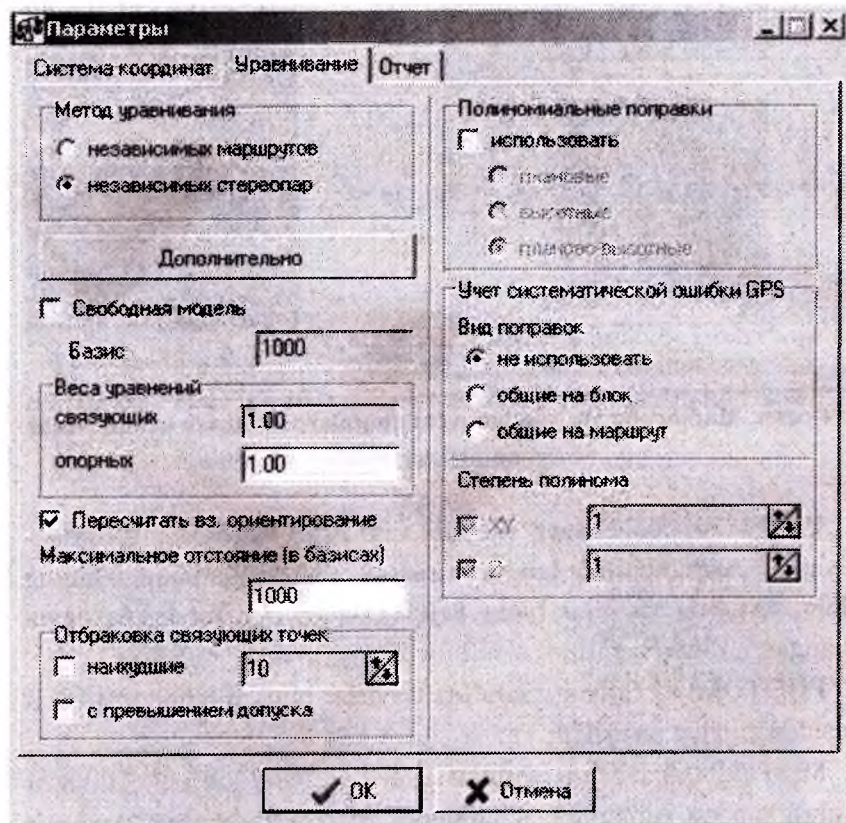 Параметры
Система координат Уравнивание Отчет
Метод уравнивания
независимых маршрутов
независимых стереопар
Дополнительно
Свободная модель
Базис 1000
Веса уравнений
связующих 1.00
опорных 1.00
Пересчитать вз. ориентирование
Максимальное отстояние (в базисах)
1000
Отбраковка связующих точек
наихудшие 10
с превышением допуска
Полиномиальные поправки
использовать
плановые
высотные
планово-высотные
Учет систематической ошибки GPS
Вид поправок
не использовать
общие на блок
общие на маршрут
Степень полинома
XY 1
Z 1
OK Отмена